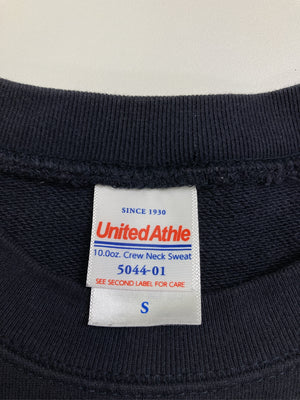 SINCE 1930
United Athle
10.0oz. Crew Neck Sweat
5044-01
SEE SECOND LABEL FOR CARE
S